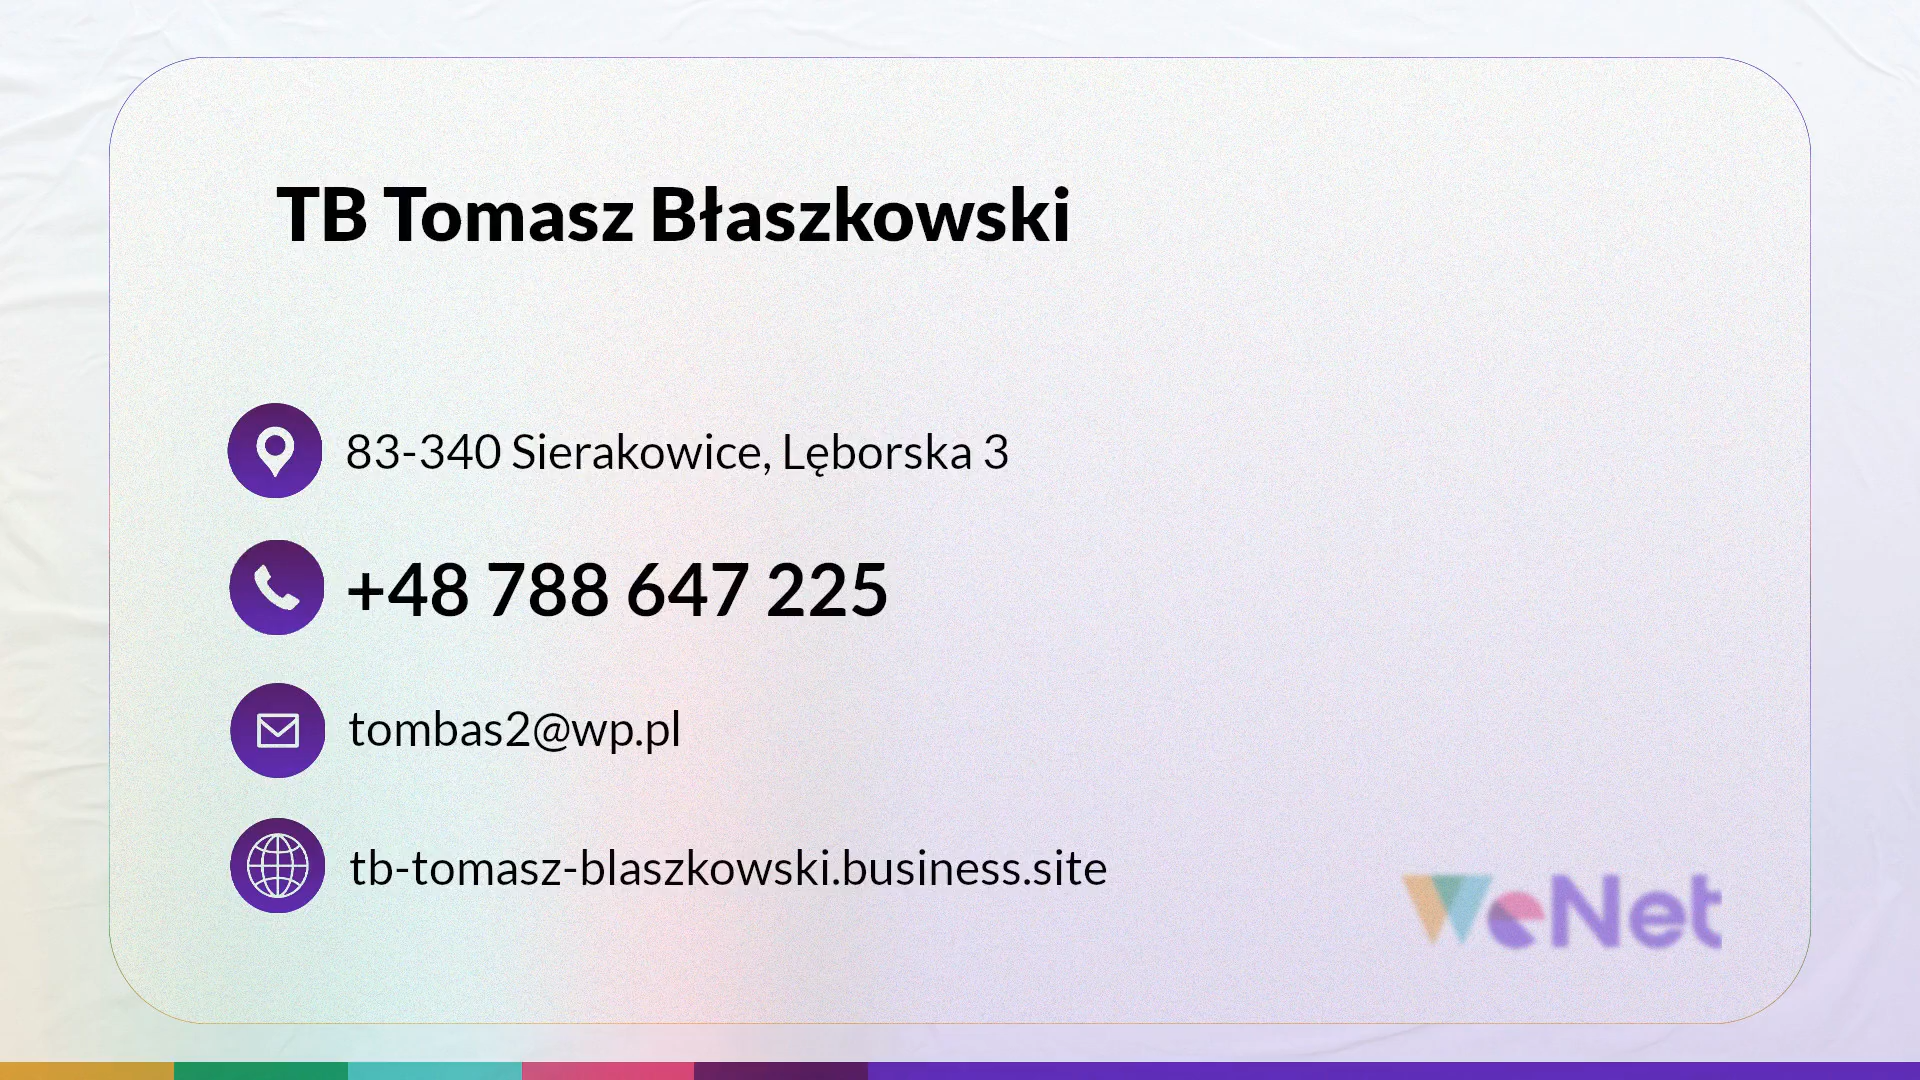 TB Tomasz Błaszkowski
83-340 Sierakowice, Lęborska 3
+48 788 647 225
tombas2@wp.pl
tb-tomasz-blaszkowski.business.site
WeNet